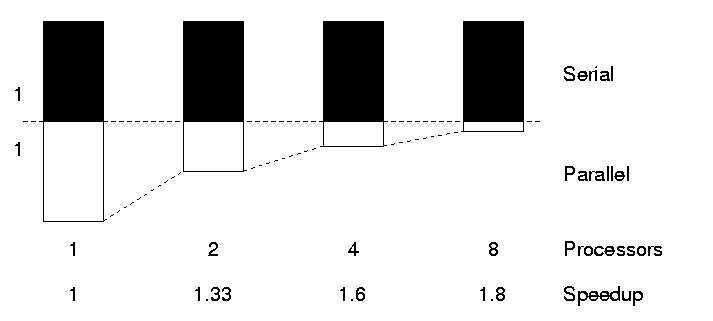 Serial
1
1
Parallel
1 2 4 8 Processors
1 1.33 1.6 1.8 Speedup